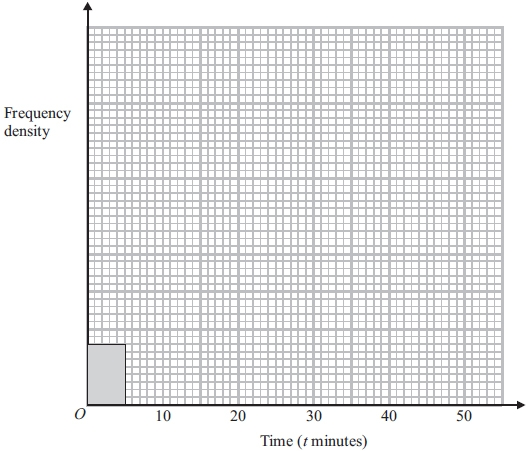 Frequency
density
O 10 20 30 40 50
Time (t minutes)